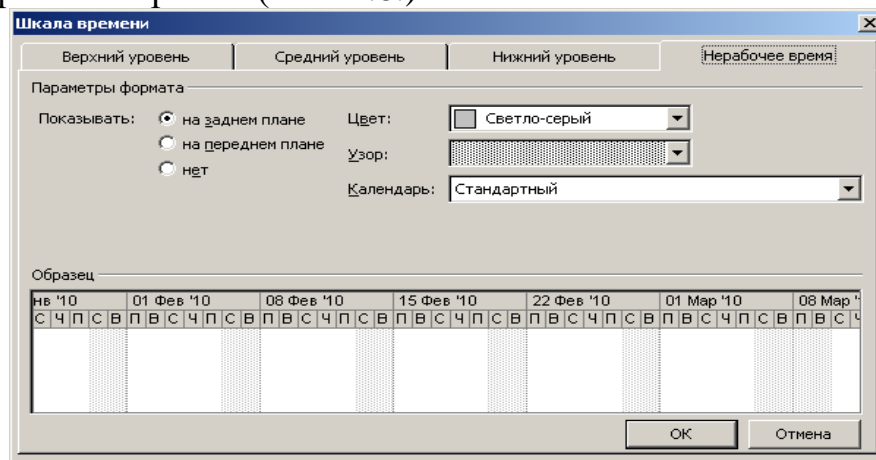 Шкала времени
Верхний уровень Средний уровень Нижний уровень Нерабочее время
Параметры формата
Показывать: на заднем плане Цвет: Светло-серый
на переднем плане Узор:
нет
Календарь: Стандартный
Образец
нв '10 01 Фев '10 08 Фев '10 15 Фев '10 22 Фев '10 01 Мар '10 08 Мар '
С Ч П С В П В С Ч П С В П В С Ч П С В П В С Ч П С В П В С Ч П С В П В С Ч П С В П В С Ч
OK Отмена